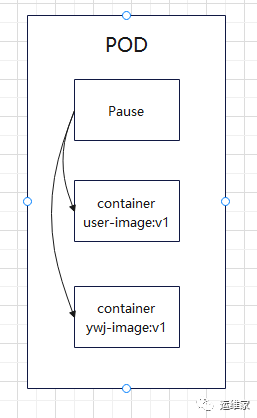 POD
Pause
container
user-image:v1
container
ywj-image:v1
运维家